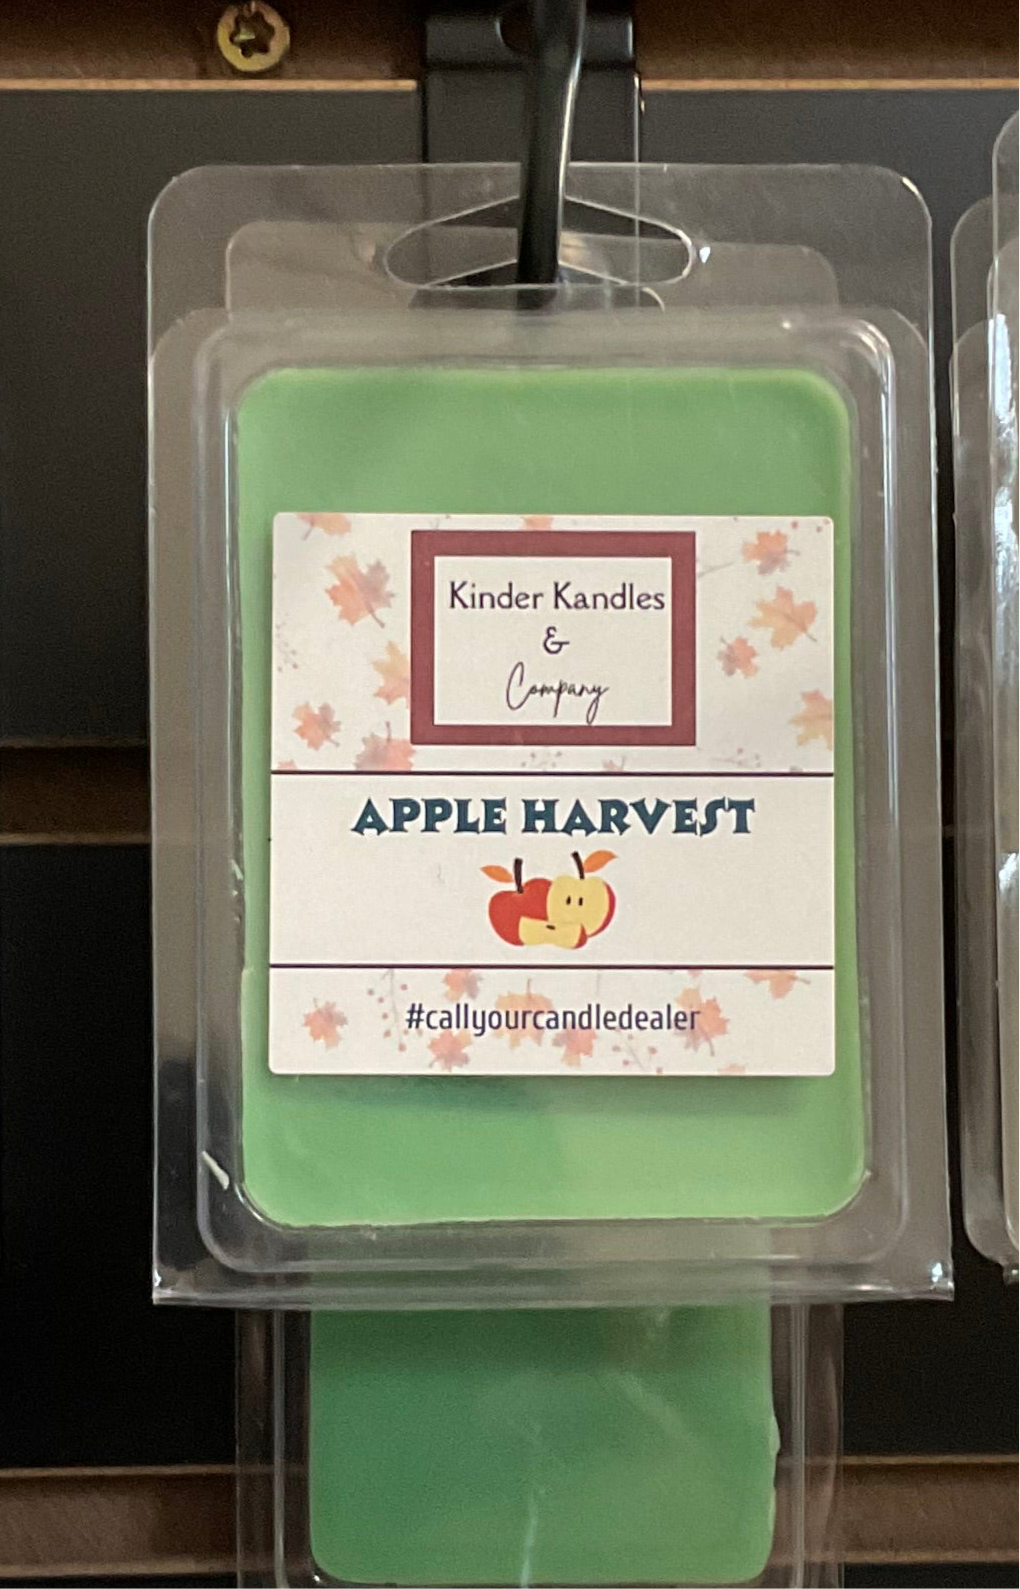 Kinder Kandles
&
Company
APPLE HARVEST
#callyourcandledealer